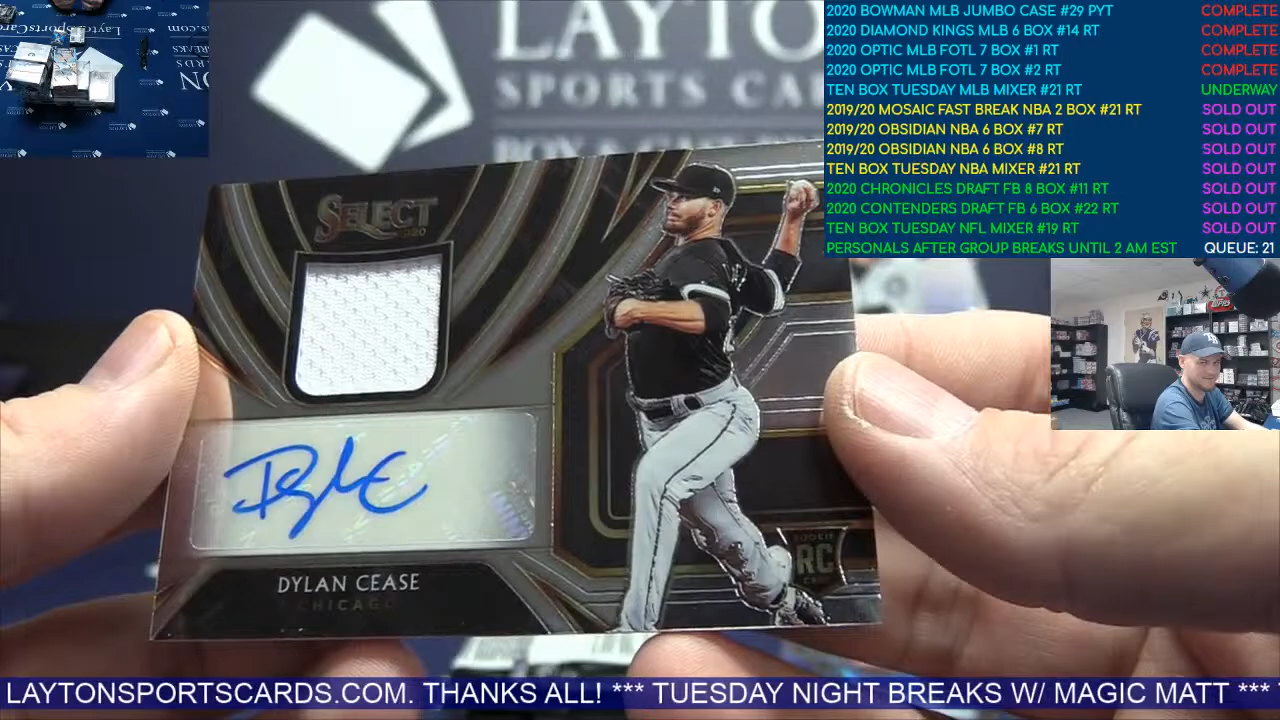 LAYTO
SPORTS CA
2020 BOWMAN MLB JUMBO CASE #29 PYT COMPLETE
2020 DIAMOND KINGS MLB 6 BOX #14 RT COMPLETE
2020 OPTIC MLB FOTL 7 BOX #1 RT COMPLETE
2020 OPTIC MLB FOTL 7 BOX #2 RT COMPLETE
TEN BOX TUESDAY MLB MIXER #21 RT UNDERWAY
2019/20 MOSAIC FAST BREAK NBA 2 BOX #21 RT SOLD OUT
2019/20 OBSIDIAN NBA 6 BOX #7 RT SOLD OUT
2019/20 OBSIDIAN NBA 6 BOX #8 RT SOLD OUT
TEN BOX TUESDAY NBA MIXER #21 RT SOLD OUT
2020 CHRONICLES DRAFT FB 8 BOX #11 RT SOLD OUT
2020 CONTENDERS DRAFT FB 6 BOX #22 RT SOLD OUT
TEN BOX TUESDAY NFL MIXER #19 RT SOLD OUT
PERSONALS AFTER GROUP BREAKS UNTIL 2 AM EST QUEUE: 21
SELECT
2020
DYLAN CEASE
CHICAGO
ROOKIE
RC
LAYTONSPORTSCARDS.COM. THANKS ALL! *** TUESDAY NIGHT BREAKS W/ MAGIC MATT ***